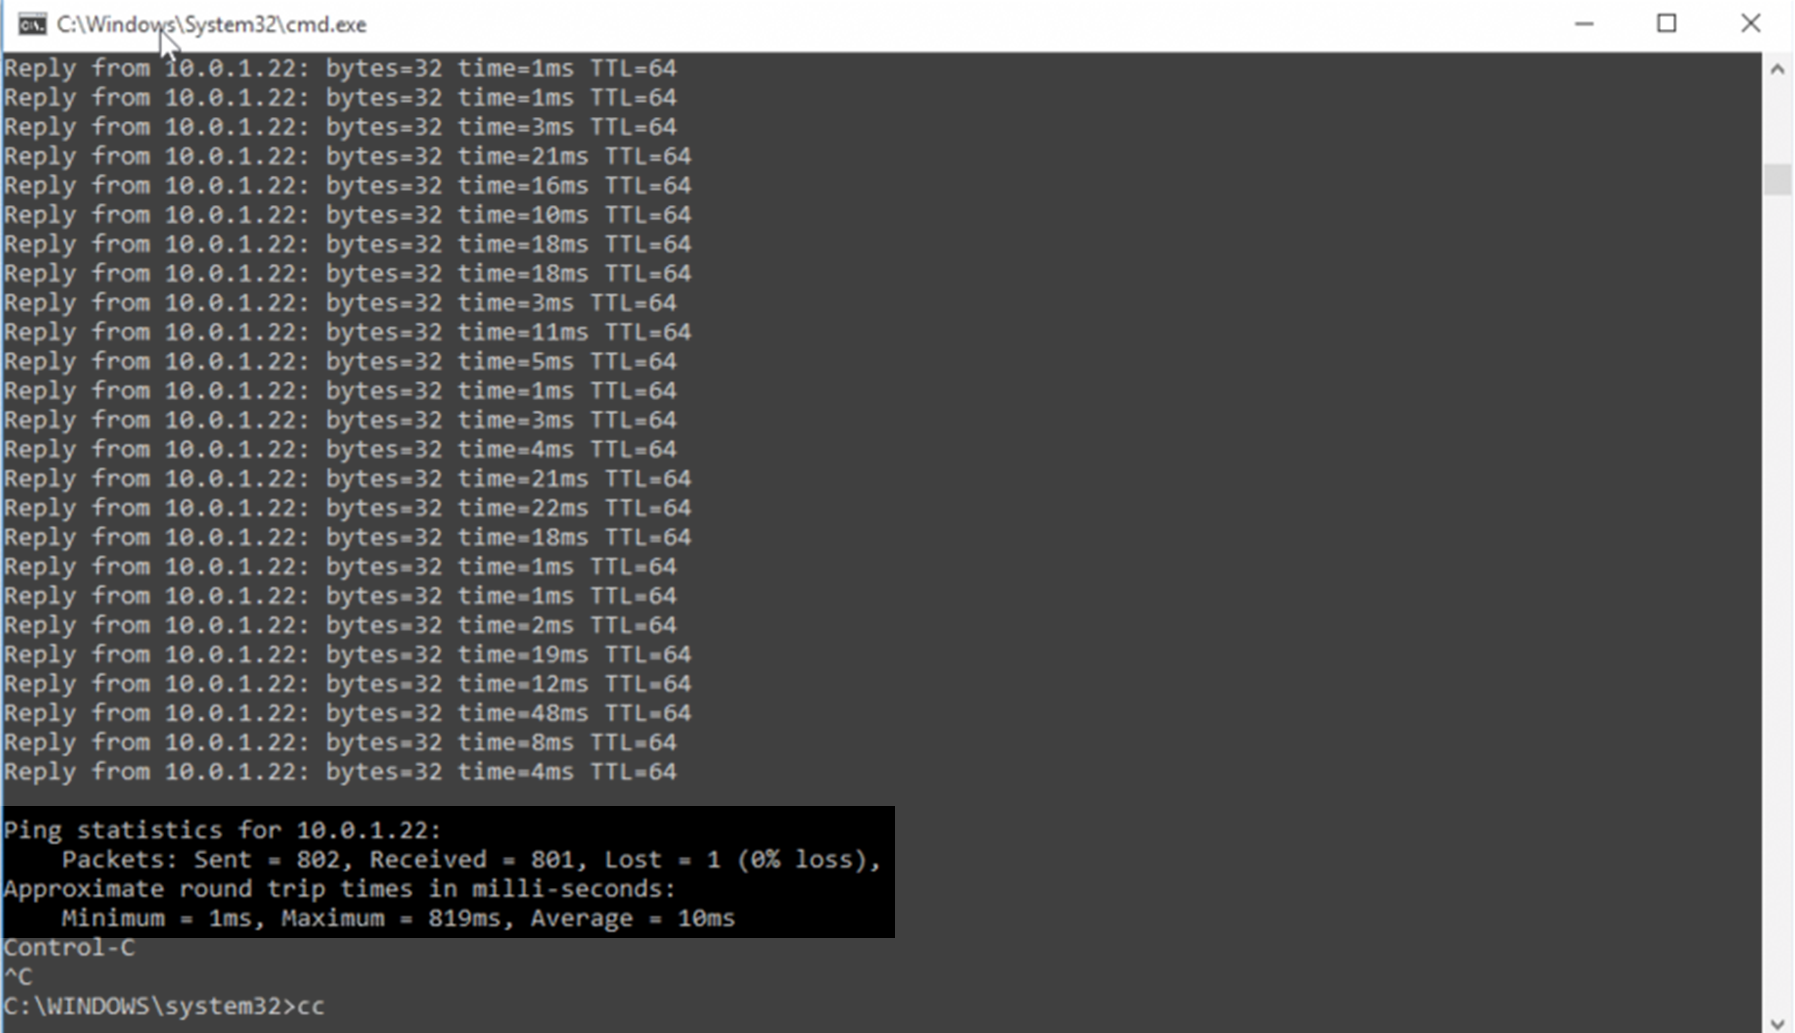 C:\Windows\System32\cmd.exe
Reply from 10.0.1.22: bytes=32 time=1ms TTL=64
Reply from 10.0.1.22: bytes=32 time=1ms TTL=64
Reply from 10.0.1.22: bytes=32 time=3ms TTL=64
Reply from 10.0.1.22: bytes=32 time=21ms TTL=64
Reply from 10.0.1.22: bytes=32 time=16ms TTL=64
Reply from 10.0.1.22: bytes=32 time=10ms TTL=64
Reply from 10.0.1.22: bytes=32 time=18ms TTL=64
Reply from 10.0.1.22: bytes=32 time=18ms TTL=64
Reply from 10.0.1.22: bytes=32 time=3ms TTL=64
Reply from 10.0.1.22: bytes=32 time=11ms TTL=64
Reply from 10.0.1.22: bytes=32 time=5ms TTL=64
Reply from 10.0.1.22: bytes=32 time=1ms TTL=64
Reply from 10.0.1.22: bytes=32 time=3ms TTL=64
Reply from 10.0.1.22: bytes=32 time=4ms TTL=64
Reply from 10.0.1.22: bytes=32 time=21ms TTL=64
Reply from 10.0.1.22: bytes=32 time=22ms TTL=64
Reply from 10.0.1.22: bytes=32 time=18ms TTL=64
Reply from 10.0.1.22: bytes=32 time=1ms TTL=64
Reply from 10.0.1.22: bytes=32 time=1ms TTL=64
Reply from 10.0.1.22: bytes=32 time=2ms TTL=64
Reply from 10.0.1.22: bytes=32 time=19ms TTL=64
Reply from 10.0.1.22: bytes=32 time=12ms TTL=64
Reply from 10.0.1.22: bytes=32 time=48ms TTL=64
Reply from 10.0.1.22: bytes=32 time=8ms TTL=64
Reply from 10.0.1.22: bytes=32 time=4ms TTL=64
Ping statistics for 10.0.1.22:
    Packets: Sent = 802, Received = 801, Lost = 1 (0% loss),
Approximate round trip times in milli-seconds:
    Minimum = 1ms, Maximum = 819ms, Average = 10ms
Control-C
^C
C:\WINDOWS\system32>cc